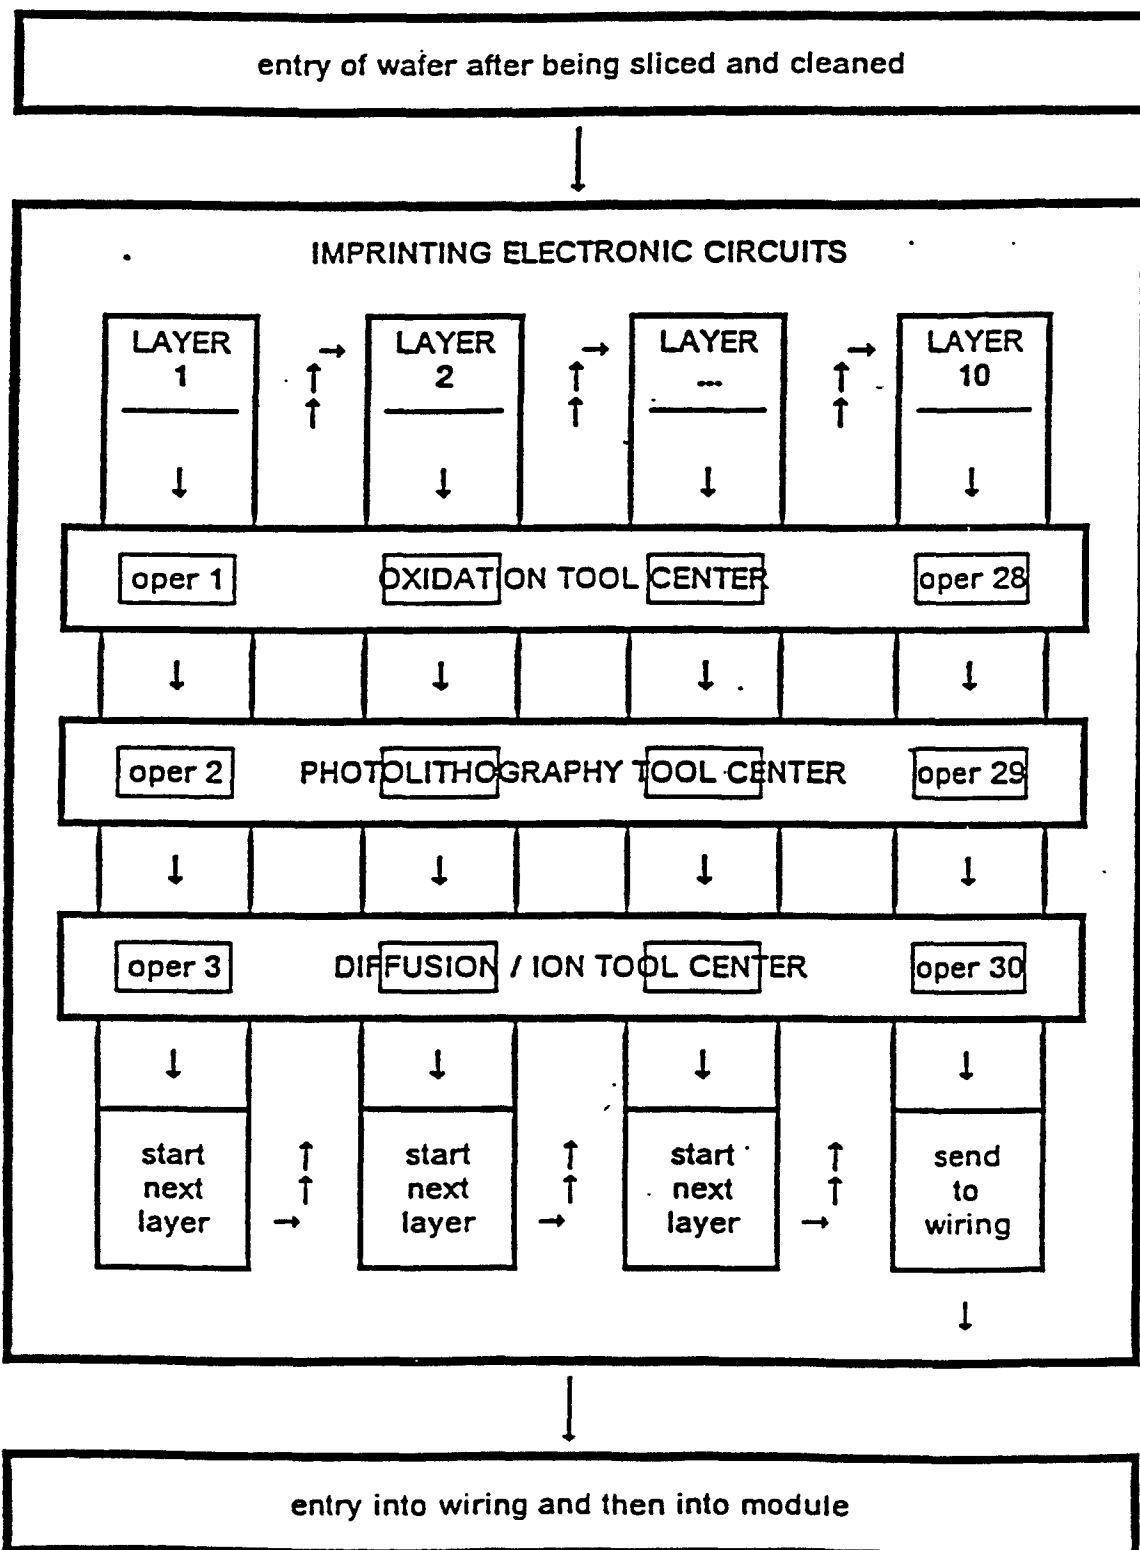 entry of wafer after being sliced and cleaned
IMPRINTING ELECTRONIC CIRCUITS
LAYER
1
LAYER
2
LAYER
...
LAYER
10
oper 1
OXIDATION TOOL CENTER
oper 28
oper 2
PHOTOLITHOGRAPHY TOOL CENTER
oper 29
oper 3
DIFFUSION / ION TOOL CENTER
oper 30
start
next
layer
start
next
layer
start
next
layer
send
to
wiring
entry into wiring and then into module